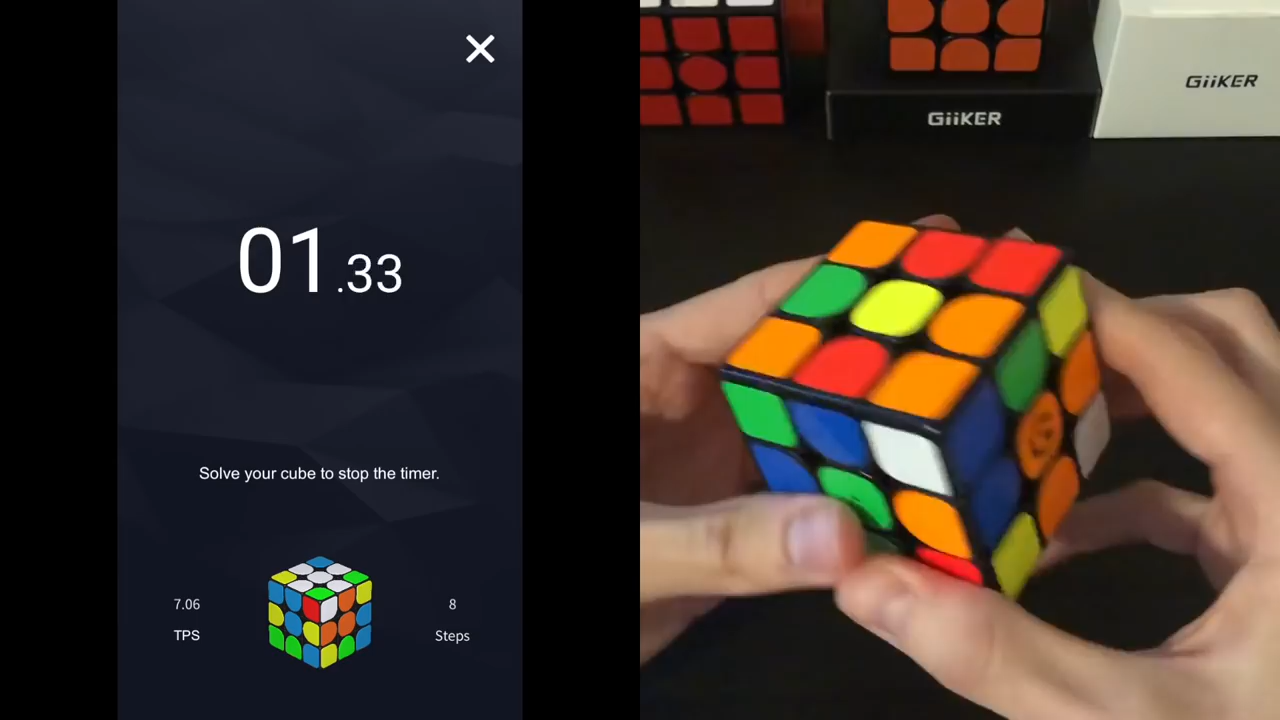 01.33
Solve your cube to stop the timer.
7.06
TPS
8
Steps
GiiKER
GiiKER